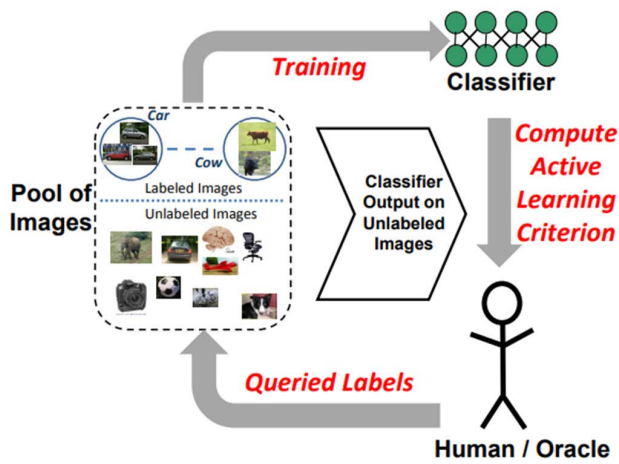 Training
Classifier
Car
Cow
Labeled Images
Unlabeled Images
Pool of
Images
Classifier
Output on
Unlabeled
Images
Compute
Active
Learning
Criterion
Queried Labels
Human / Oracle